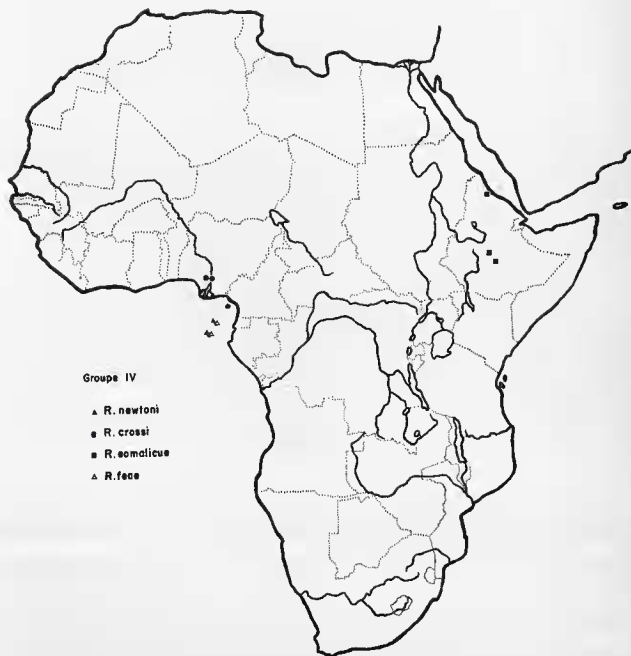 Groupe IV
▲ R. newtoni
● R. crossi
■ R. somalicus
△ R. feae